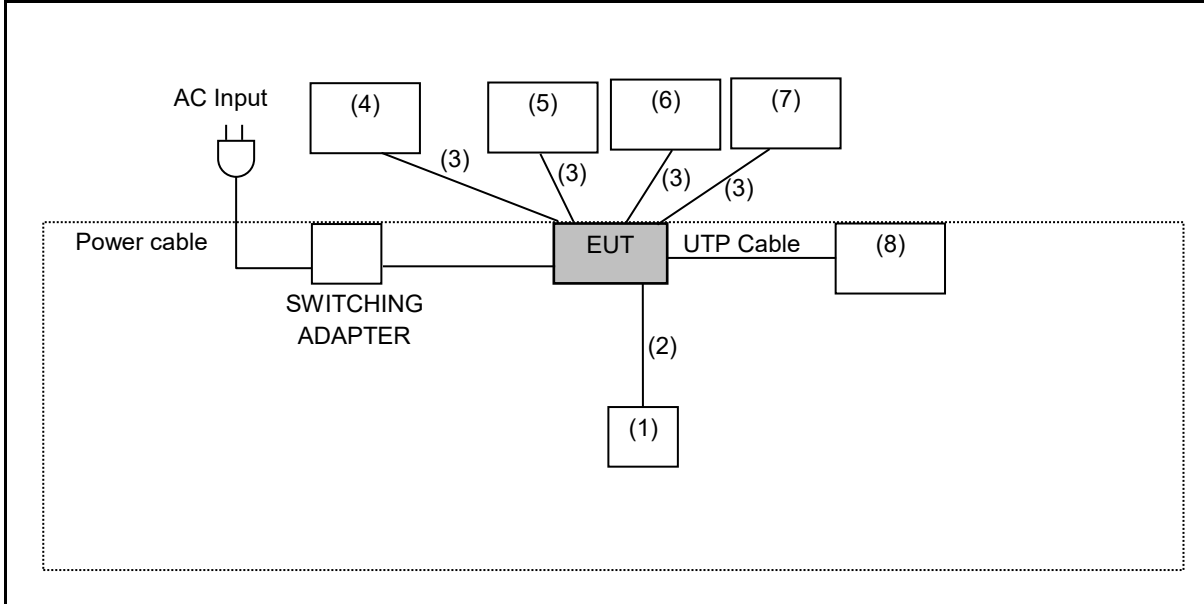 AC Input
(4)
(5)
(6)
(7)
(3)
(3)
(3)
(3)
Power cable
EUT
UTP Cable
(8)
SWITCHING
ADAPTER
(2)
(1)